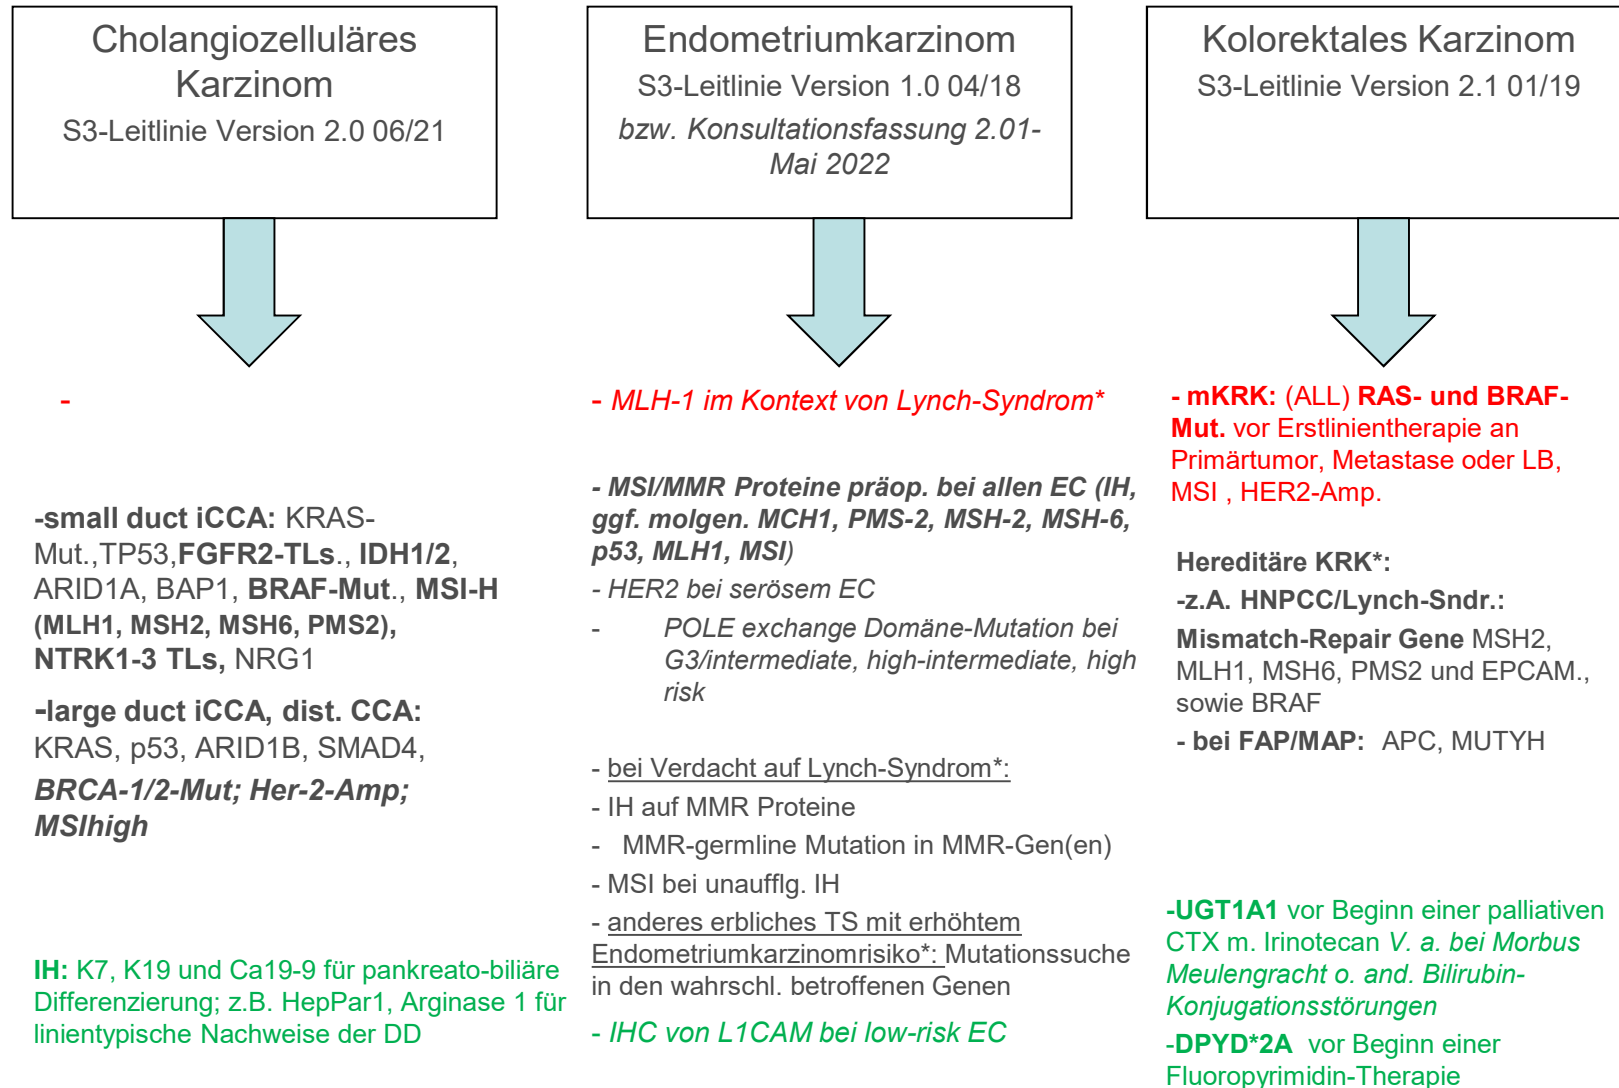 Cholangiozelluläres
Karzinom
S3-Leitlinie Version 2.0 06/21
-
-small duct iCCA: KRAS-
Mut.,TP53,FGFR2-TLs., IDH1/2,
ARID1A, BAP1, BRAF-Mut., MSI-H
(MLH1, MSH2, MSH6, PMS2),
NTRK1-3 TLs, NRG1
-large duct iCCA, dist. CCA:
KRAS, p53, ARID1B, SMAD4,
BRCA-1/2-Mut; Her-2-Amp;
MSIhigh
IH: K7, K19 und Ca19-9 für pankreato-biliäre
Differenzierung; z.B. HepPar1, Arginase 1 für
linientypische Nachweise der DD
Endometriumkarzinom
S3-Leitlinie Version 1.0 04/18
bzw. Konsultationsfassung 2.01-
Mai 2022
- MLH-1 im Kontext von Lynch-Syndrom*
- MSI/MMR Proteine präop. bei allen EC (IH,
ggf. molgen. MCH1, PMS-2, MSH-2, MSH-6,
p53, MLH1, MSI)
- HER2 bei serösem EC
- POLE exchange Domäne-Mutation bei
G3/intermediate, high-intermediate, high
risk
- bei Verdacht auf Lynch-Syndrom*:
- IH auf MMR Proteine
- MMR-germline Mutation in MMR-Gen(en)
- MSI bei unaufflg. IH
- anderes erbliches TS mit erhöhtem
Endometriumkarzinomrisiko*: Mutationssuche
in den wahrschl. betroffenen Genen
- IHC von L1CAM bei low-risk EC
Kolorektales Karzinom
S3-Leitlinie Version 2.1 01/19
- mKRK: (ALL) RAS- und BRAF-
Mut. vor Erstlinientherapie an
Primärtumor, Metastase oder LB,
MSI , HER2-Amp.
Hereditäre KRK*:
-z.A. HNPCC/Lynch-Sndr.:
Mismatch-Repair Gene MSH2,
MLH1, MSH6, PMS2 und EPCAM.,
sowie BRAF
- bei FAP/MAP: APC, MUTYH
-UGT1A1 vor Beginn einer palliativen
CTX m. Irinotecan V. a. bei Morbus
Meulengracht o. and. Bilirubin-
Konjugationsstörungen
-DPYD*2A vor Beginn einer
Fluoropyrimidin-Therapie